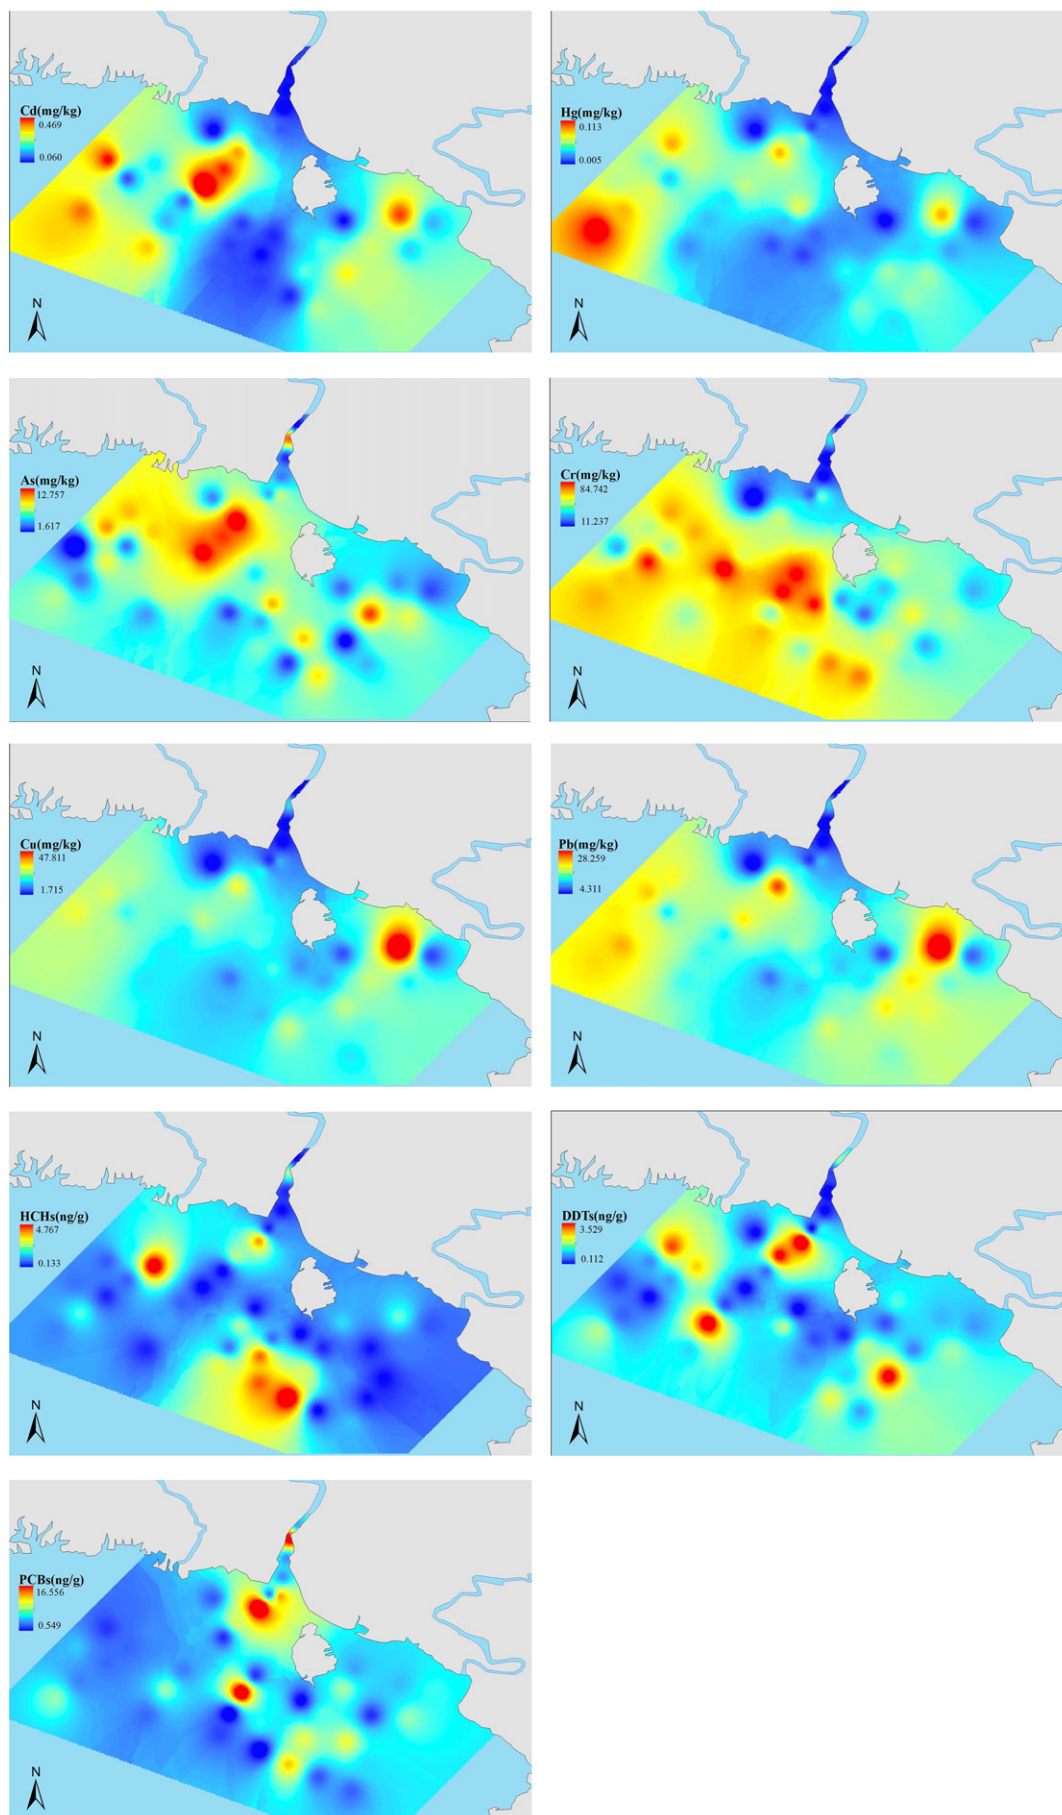 Cd(mg/kg)
0.469
0.060
N
Hg(mg/kg)
0.113
0.005
N
As(mg/kg)
12.757
1.617
N
Cr(mg/kg)
84.742
11.237
N
Cu(mg/kg)
47.811
1.715
N
Pb(mg/kg)
28.259
4.311
N
HCHs(ng/g)
4.767
0.133
N
DDTs(ng/g)
3.529
0.112
N
PCBs(ng/g)
16.556
0.549
N